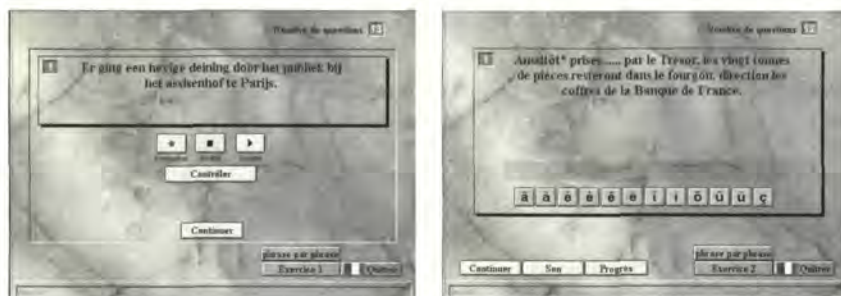 Nombre de questions 12
1 Er ging een hevige deining door het publiek bij
het assisenhof te Parijs.
Contrôler
Continuer
phrase par phrase
Exercice 1 Quitter
Nombre de questions
1 Aussitôt* prises..... par le Trésor, les vingt tonnes
de pièces resteront dans le fourgon, direction les
coffres de la Banque de France.
ç
phrase par phrase
Continuer Son Progrès Exercice 2 Quitter